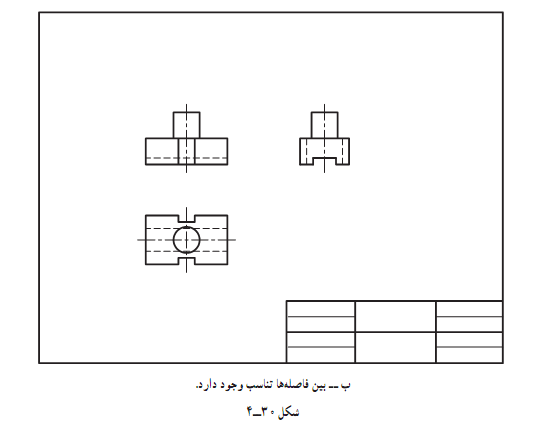 ب ــ بین فاصله‌ها تناسب وجود دارد.
شکل ۳۰ــ۴